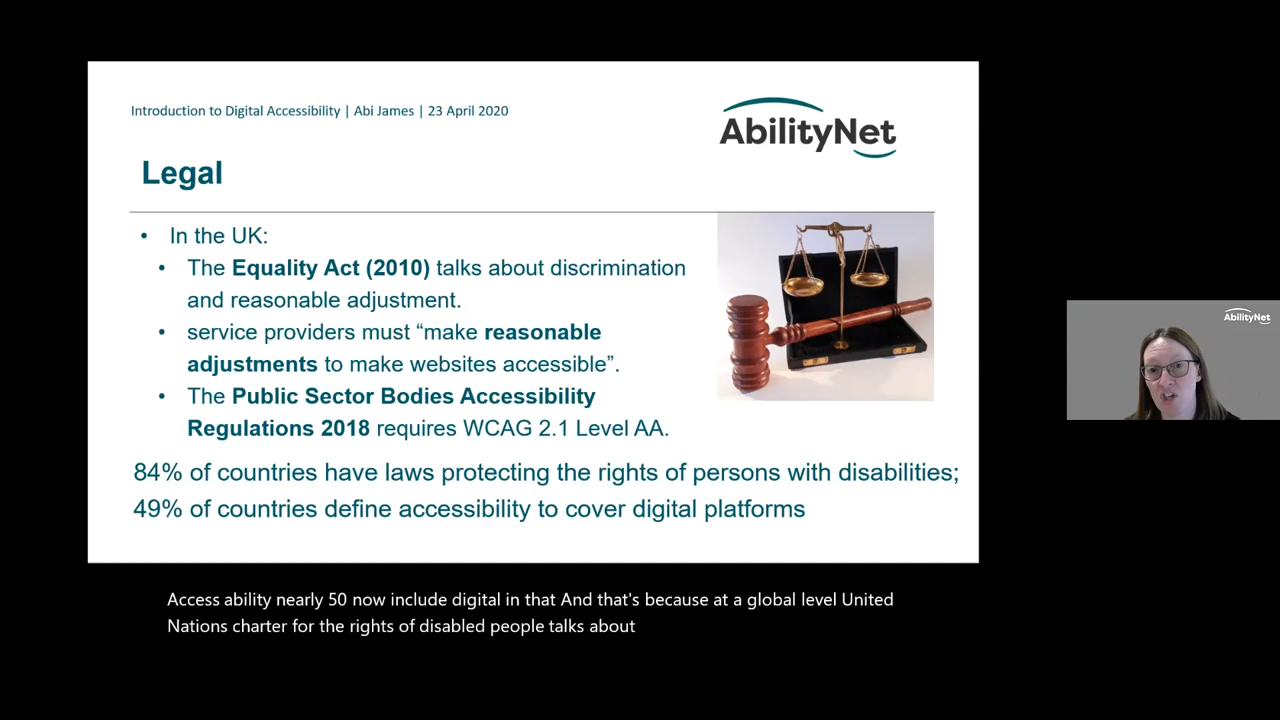 Introduction to Digital Accessibility | Abi James | 23 April 2020
AbilityNet
Legal
• In the UK:
• The Equality Act (2010) talks about discrimination
and reasonable adjustment.
• service providers must “make reasonable
adjustments to make websites accessible”.
• The Public Sector Bodies Accessibility
Regulations 2018 requires WCAG 2.1 Level AA.
84% of countries have laws protecting the rights of persons with disabilities;
49% of countries define accessibility to cover digital platforms
AbilityNet
Access ability nearly 50 now include digital in that And that's because at a global level United
Nations charter for the rights of disabled people talks about